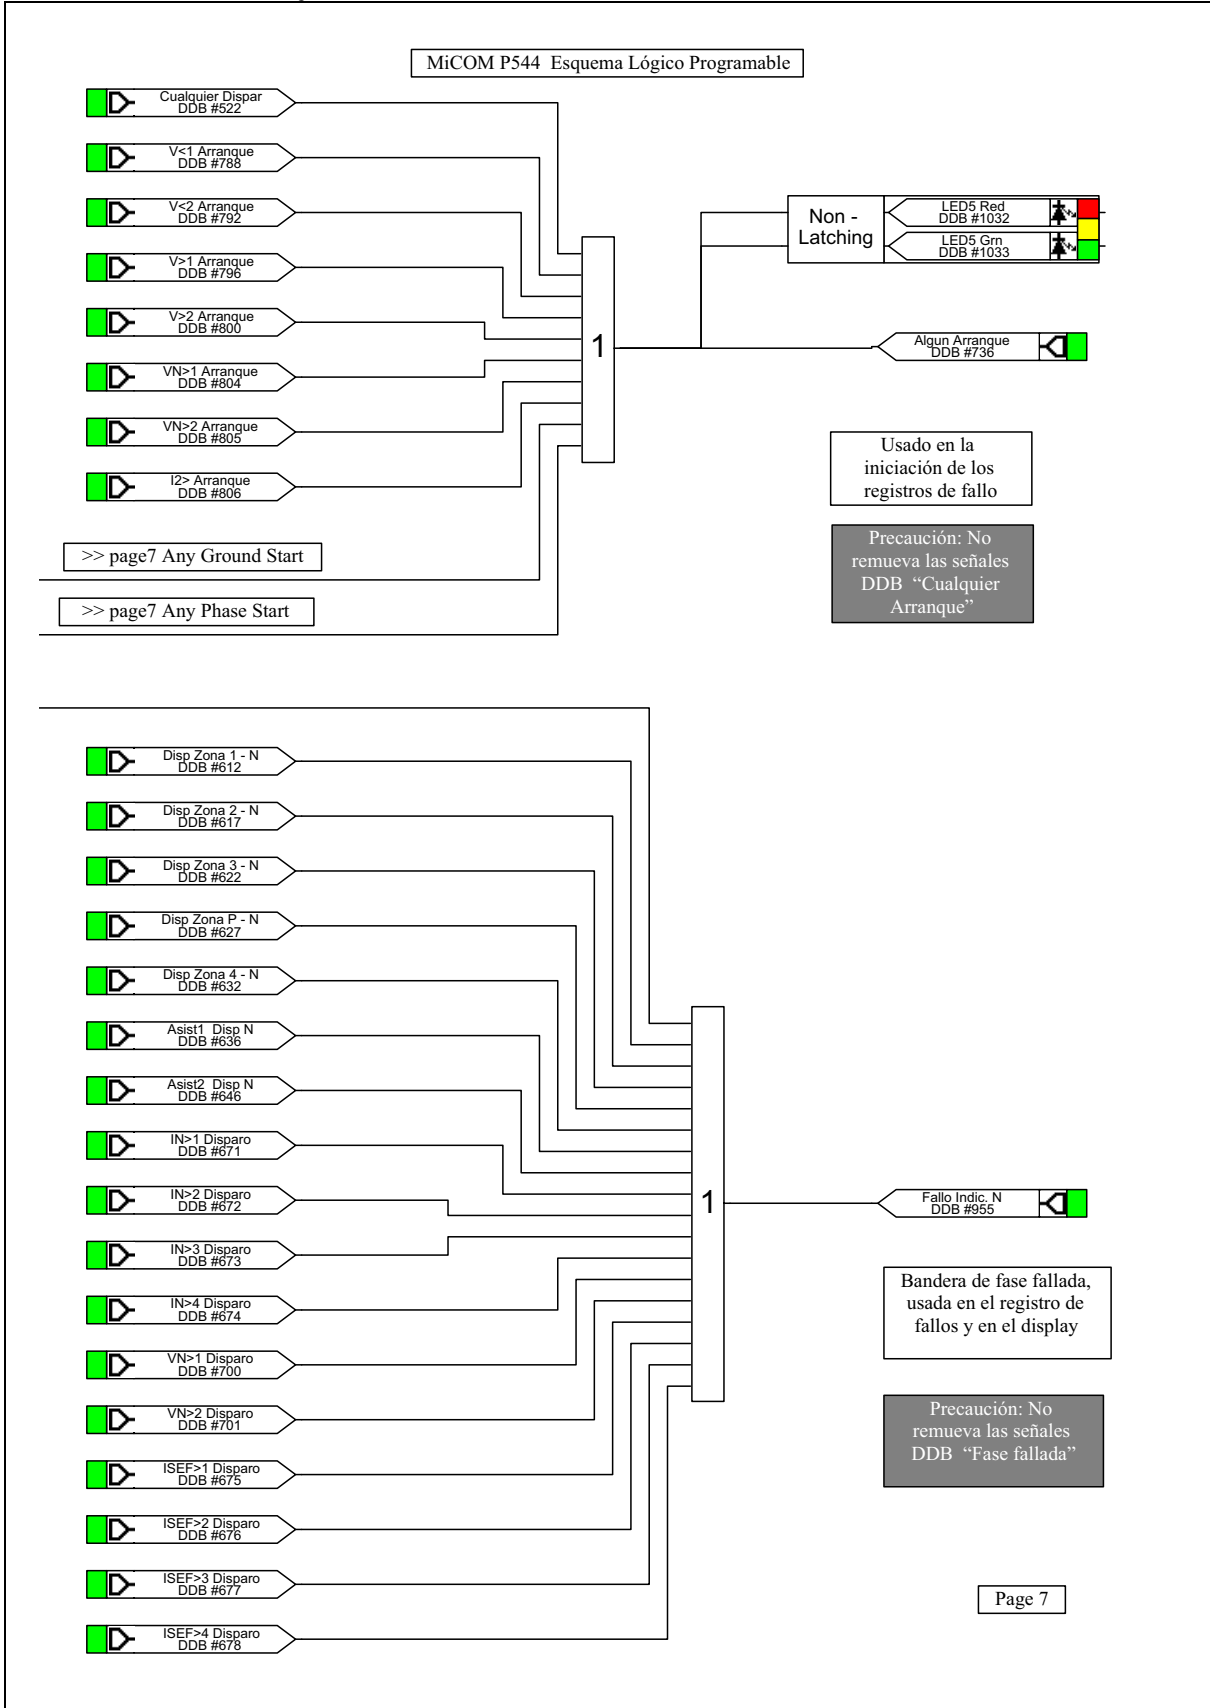 MiCOM P544 Esquema Lógico Programable
Cualquier Dispar
DDB #522
V<1 Arranque
DDB #788
V<2 Arranque
DDB #792
V>1 Arranque
DDB #796
V>2 Arranque
DDB #800
VN>1 Arranque
DDB #804
VN>2 Arranque
DDB #805
I2> Arranque
DDB #806
>> page7 Any Ground Start
>> page7 Any Phase Start
1
Non -
Latching
LED5 Red
DDB #1032
LED5 Grn
DDB #1033
Algun Arranque
DDB #736
Usado en la
iniciación de los
registros de fallo
Precaución: No
remueva las señales
DDB “Cualquier
Arranque”
Disp Zona 1 - N
DDB #612
Disp Zona 2 - N
DDB #617
Disp Zona 3 - N
DDB #622
Disp Zona P - N
DDB #627
Disp Zona 4 - N
DDB #632
Asist1 Disp N
DDB #636
Asist2 Disp N
DDB #646
IN>1 Disparo
DDB #671
IN>2 Disparo
DDB #672
IN>3 Disparo
DDB #673
IN>4 Disparo
DDB #674
VN>1 Disparo
DDB #700
VN>2 Disparo
DDB #701
ISEF>1 Disparo
DDB #675
ISEF>2 Disparo
DDB #676
ISEF>3 Disparo
DDB #677
ISEF>4 Disparo
DDB #678
1
Fallo Indic. N
DDB #955
Bandera de fase fallada,
usada en el registro de
fallos y en el display
Precaución: No
remueva las señales
DDB “Fase fallada”
Page 7